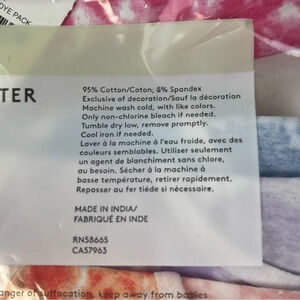 DYE PACK
TER
95% Cotton/Coton, 5% Spandex
Exclusive of decoration/Sauf la décoration
Machine wash cold, with like colors.
Only non-chlorine bleach if needed.
Tumble dry low, remove promptly.
Cool iron if needed.
Laver à la machine à l'eau froide, avec des
couleurs semblables. Utiliser seulement
un agent de blanchiment sans chlore,
au besoin. Sécher à la machine à
basse température, retirer rapidement.
Repasser au fer tiède si nécessaire.
MADE IN INDIA/
FABRIQUÉ EN INDE
RN58665
CA57963
anger of suffocation, keep away from babies